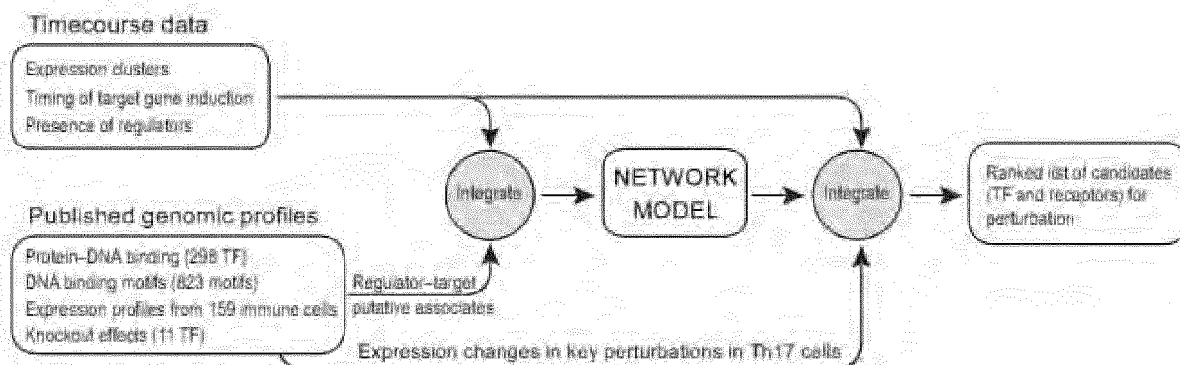 Timecourse data
Expression clusters
Timing of target gene induction
Presence of regulators
Integrate
NETWORK
MODEL
Integrate
Ranked list of candidates
(TF and receptors) for
perturbation
Published genomic profiles
Protein–DNA binding (298 TF)
DNA binding motifs (823 motifs)
Expression profiles from 159 immune cells
Knockout effects (11 TF)
Regulator–target
putative associates
Expression changes in key perturbations in Th17 cells